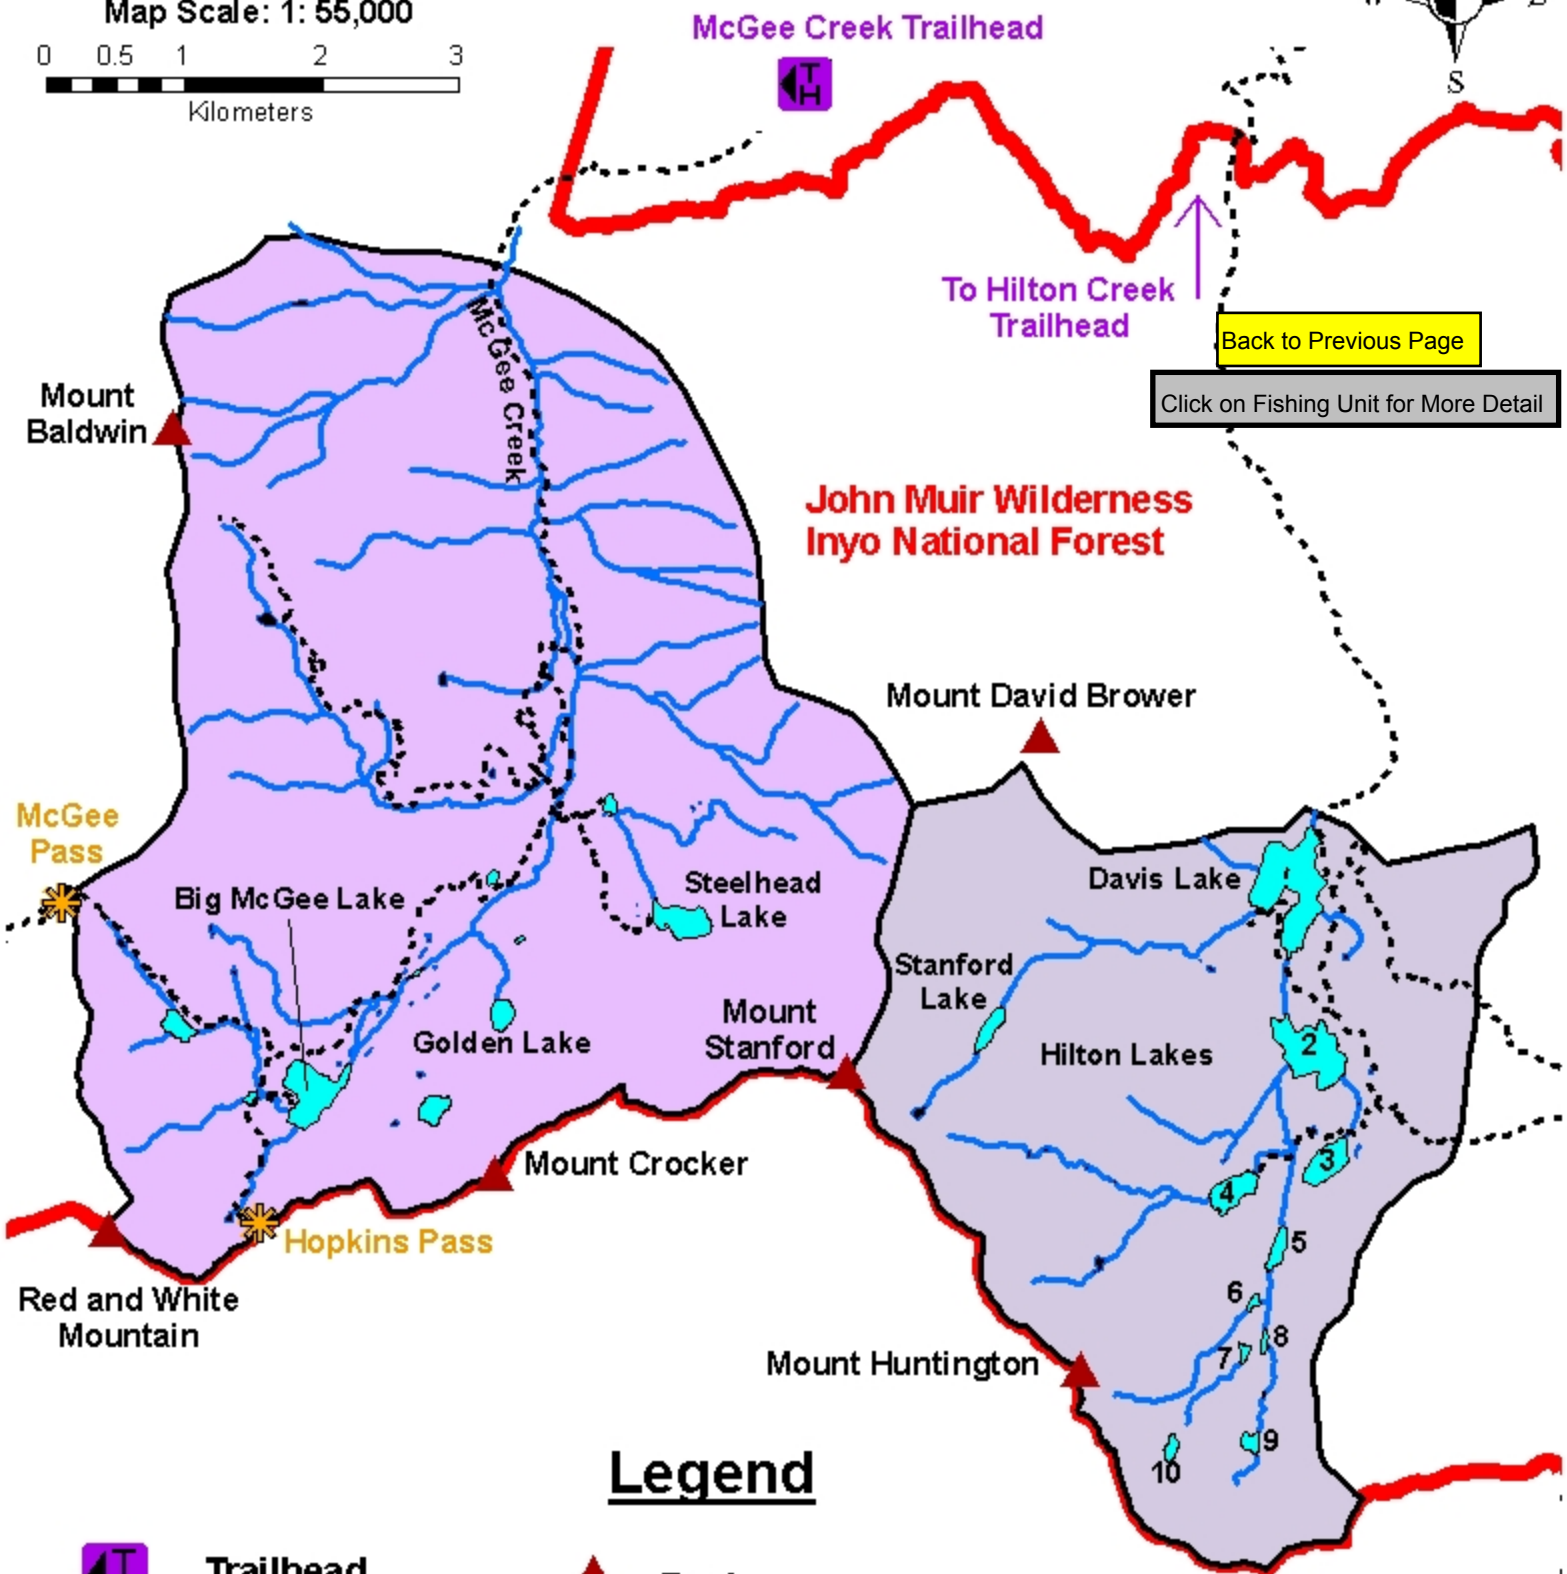 Map Scale: 1: 55,000
0 0.5 1 2 3
Kilometers
McGee Creek Trailhead
T
H
S
To Hilton Creek
Trailhead
Back to Previous Page
Click on Fishing Unit for More Detail
McGee Creek
Mount
Baldwin
John Muir Wilderness
Inyo National Forest
Mount David Brower
McGee
Pass
Big McGee Lake
Steelhead
Lake
Davis Lake
Stanford
Lake
Mount
Stanford
Golden Lake
Hilton Lakes
2
3
4
5
6
7
8
9
10
Mount Crocker
Hopkins Pass
Red and White
Mountain
Mount Huntington
Legend
T
Trailhead